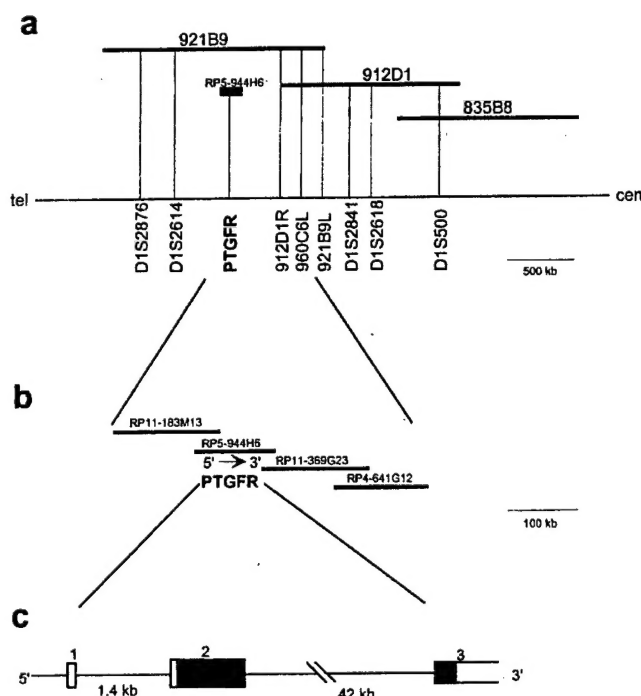 a
921B9
RP5-944H6
912D1
835B8
tel
cen
D1S2876
D1S2614
PTGFR
912D1R
960C6L
921B9L
D1S2841
D1S2618
D1S500
500 kb
b
RP11-183M13
RP5-944H6
5' 3'
RP11-369G23
PTGFR
RP4-641G12
100 kb
c
1 2 3
5' 3'
1.4 kb 42 kb